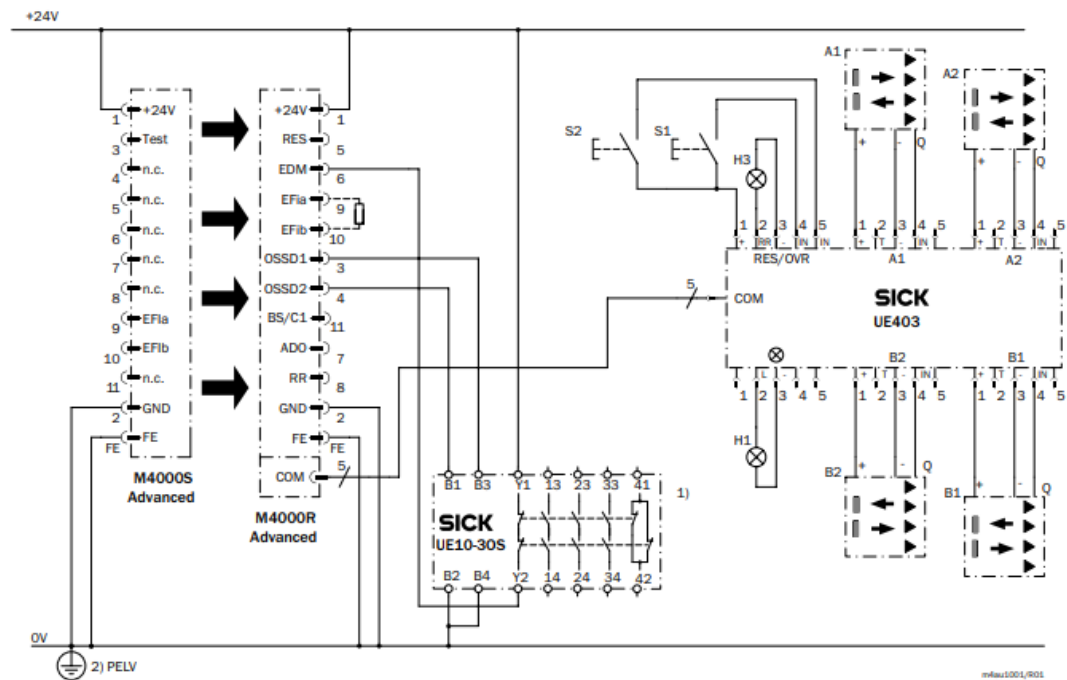 +24V
A1
A2
+24V
1
Test
3
n.c.
4
n.c.
5
n.c.
6
n.c.
7
n.c.
8
EFIa
9
EFIb
10
n.c.
11
GND
2
FE
FE
M4000S
Advanced
+24V
1
RES
5
EDM
6
EFia
9
EFib
10
OSSD1
3
OSSD2
4
BS/C1
11
ADO
7
RR
8
GND
2
FE
FE
COM
5
M4000R
Advanced
S2
S1
H3
+ - Q
+ - Q
1 2 3 4 5
1 2 3 4 5
1 2 3 4 5
+ RR - IN IN
+ T - IN
+ T - IN
RES/OVR
A1
A2
5
COM
SICK
UE403
B2
B1
L -
+ T - IN
+ T - IN
1 2 3 4 5
1 2 3 4 5
1 2 3 4 5
H1
+ - Q
B2
+ - Q
B1
B1 B3 Y1 13 23 33 41
1)
SICK
UE10-30S
B2 B4 Y2 14 24 34 42
0V
2) PELV
m4au1001/R01